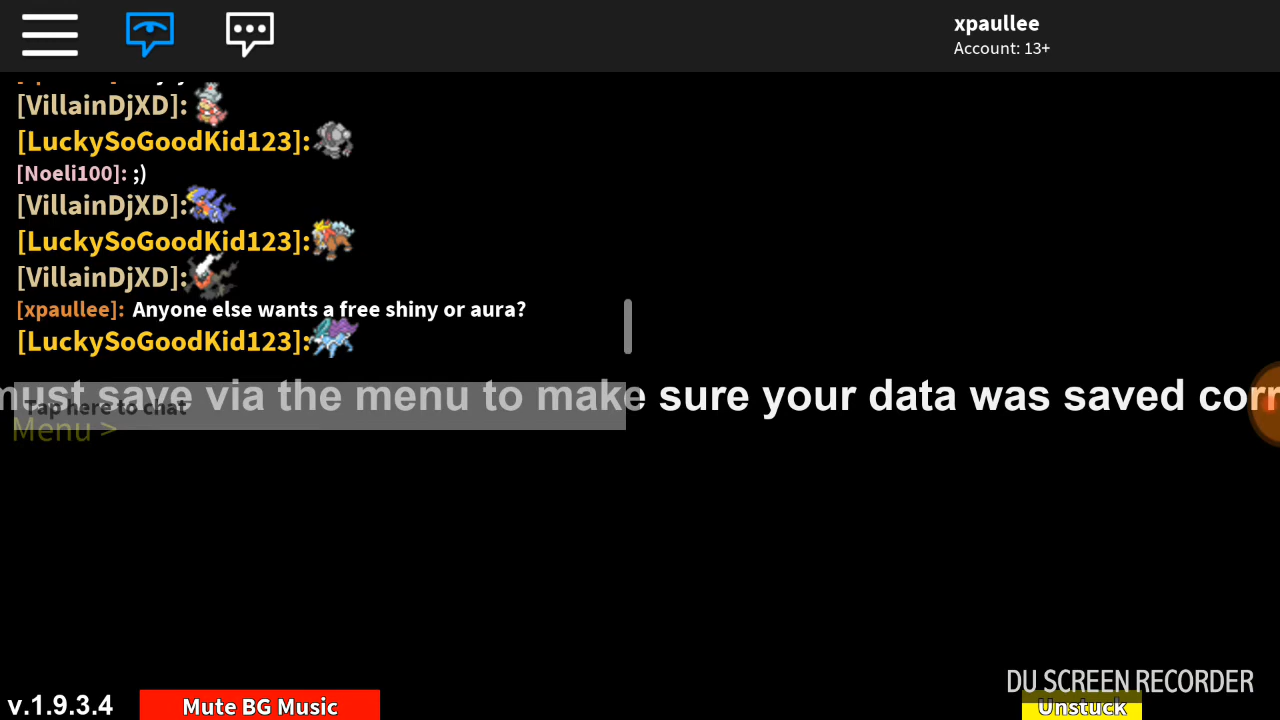 xpaullee
Account: 13+
[VillainDjXD]:
[LuckySoGoodKid123]:
[Noeli100]: ;)
[VillainDjXD]:
[LuckySoGoodKid123]:
[VillainDjXD]:
[xpaullee]: Anyone else wants a free shiny or aura?
[LuckySoGoodKid123]:
must save via the menu to make sure your data was saved corr
Tap here to chat
Menu >
DU SCREEN RECORDER
v.1.9.3.4
Mute BG Music
Unstuck